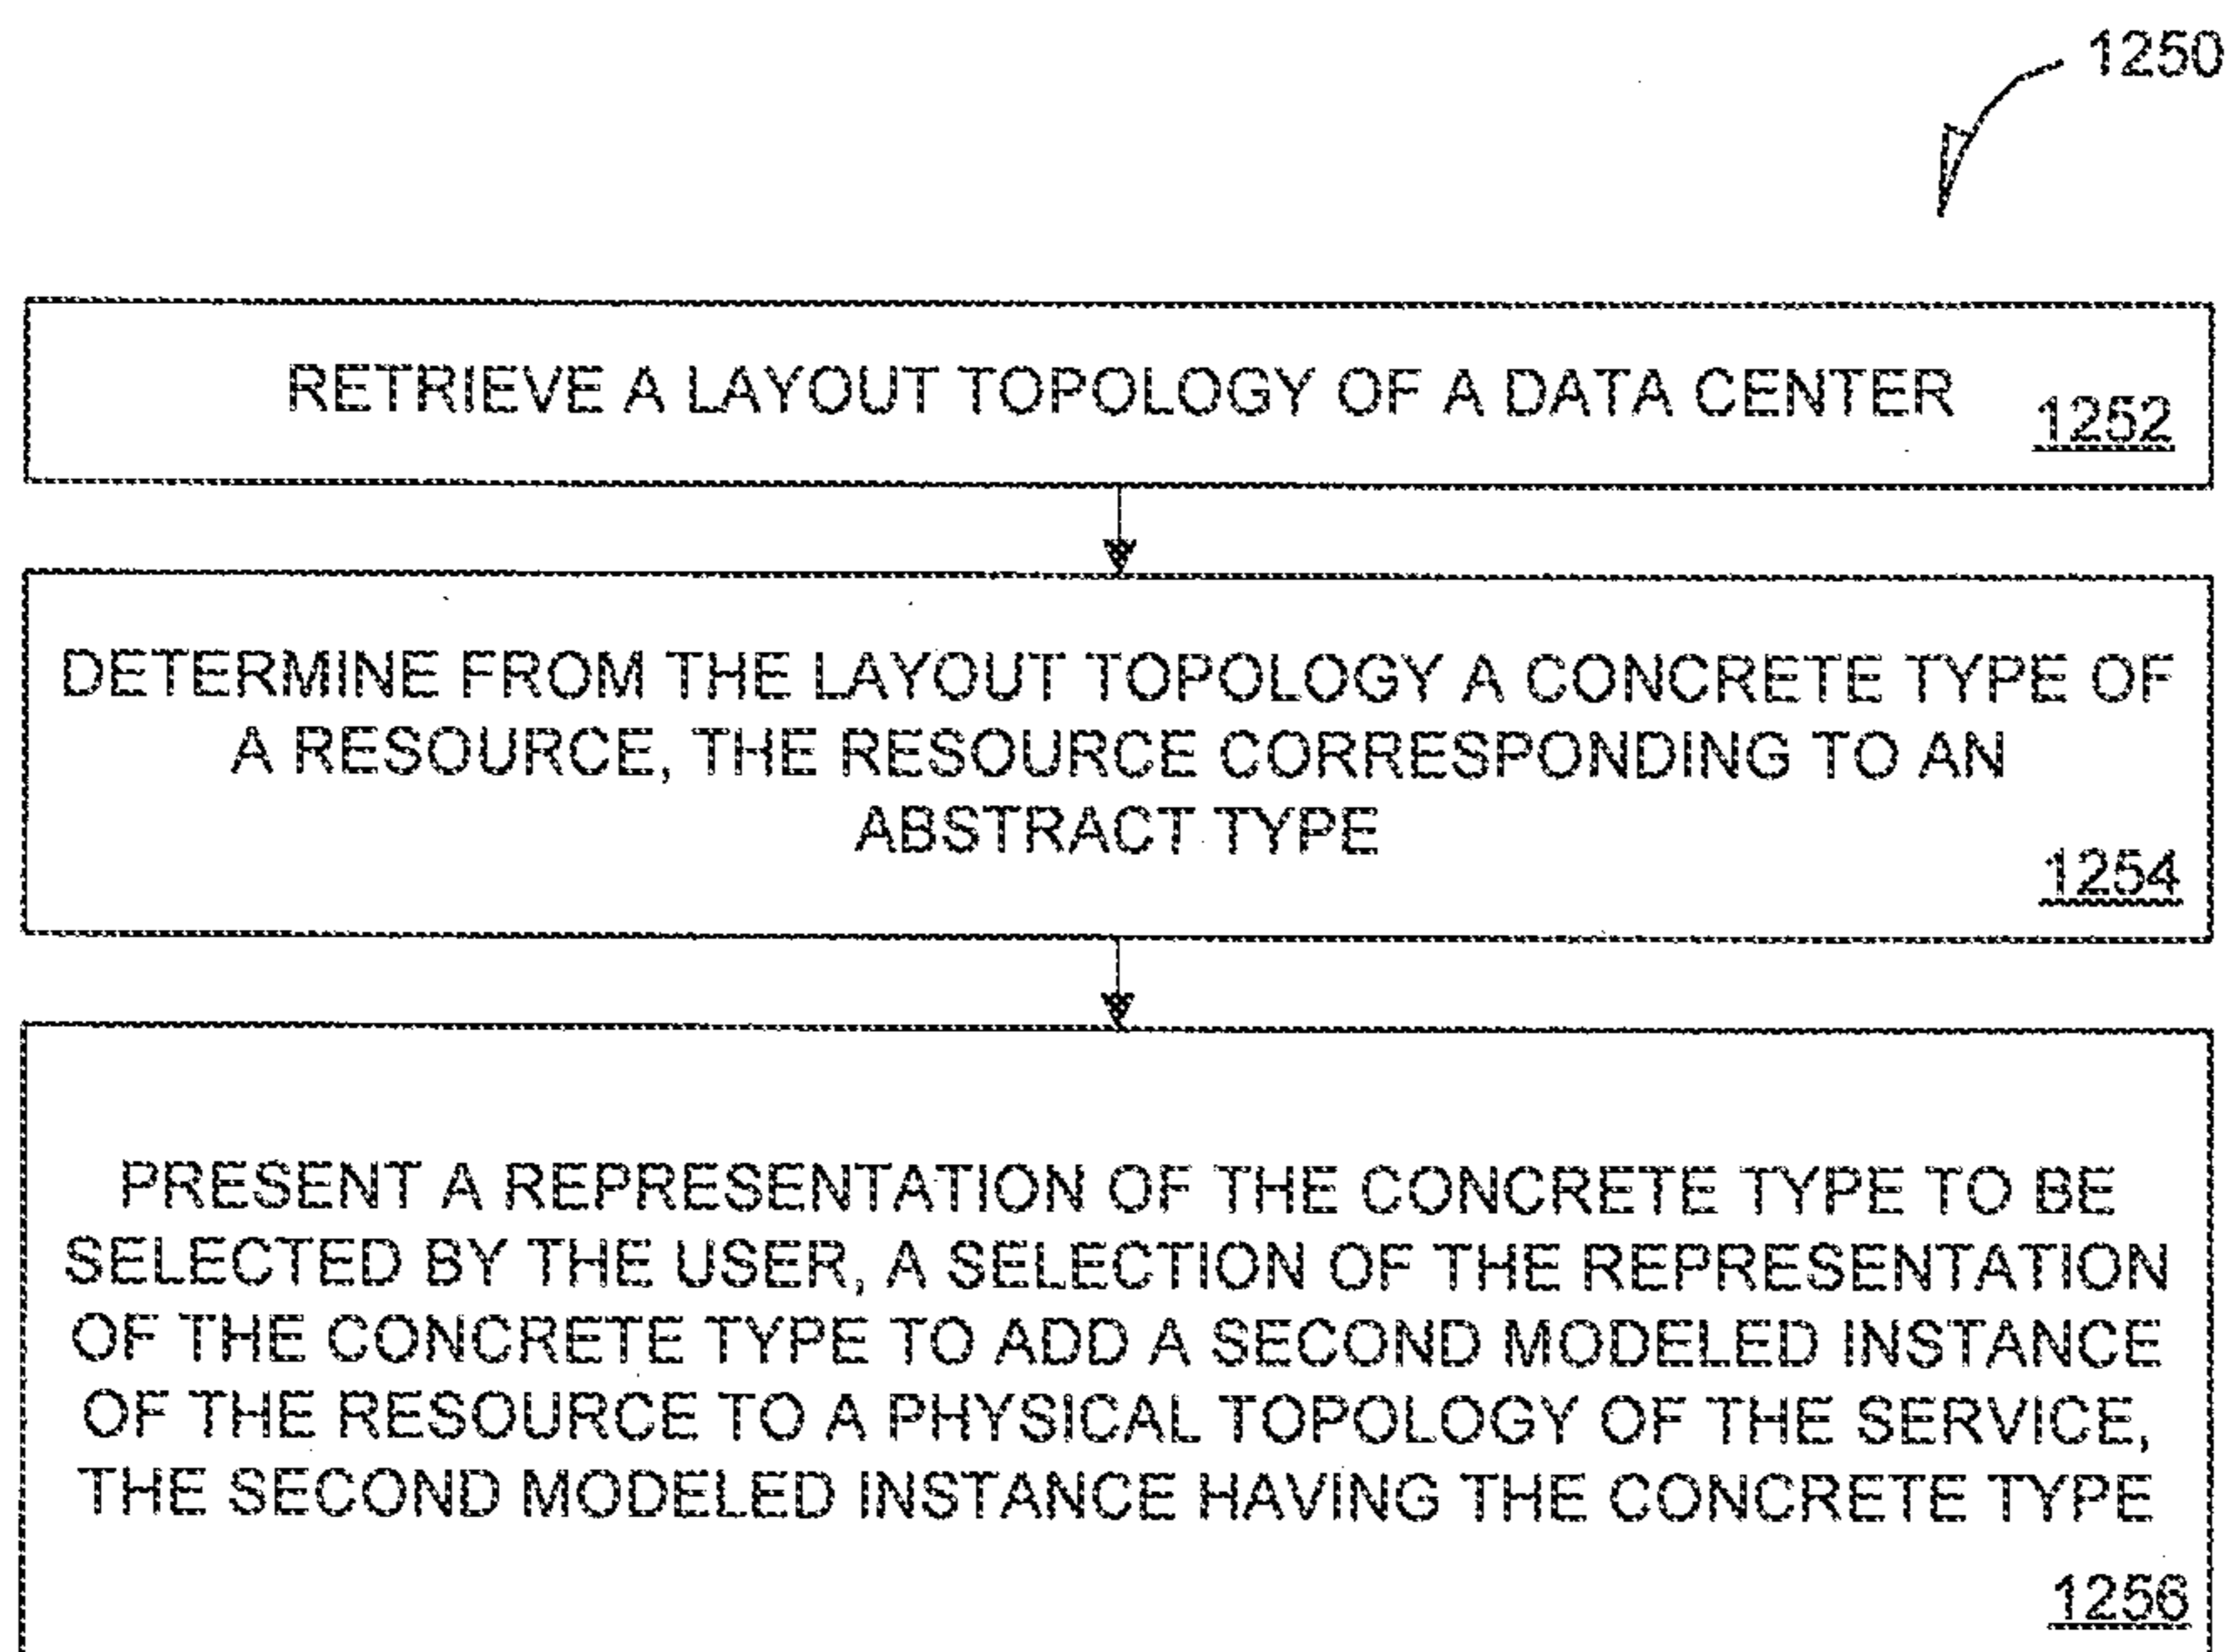 1250
RETRIEVE A LAYOUT TOPOLOGY OF A DATA CENTER
1252
DETERMINE FROM THE LAYOUT TOPOLOGY A CONCRETE TYPE OF
A RESOURCE, THE RESOURCE CORRESPONDING TO AN
ABSTRACT TYPE
1254
PRESENT A REPRESENTATION OF THE CONCRETE TYPE TO BE
SELECTED BY THE USER, A SELECTION OF THE REPRESENTATION
OF THE CONCRETE TYPE TO ADD A SECOND MODELED INSTANCE
OF THE RESOURCE TO A PHYSICAL TOPOLOGY OF THE SERVICE,
THE SECOND MODELED INSTANCE HAVING THE CONCRETE TYPE
1256